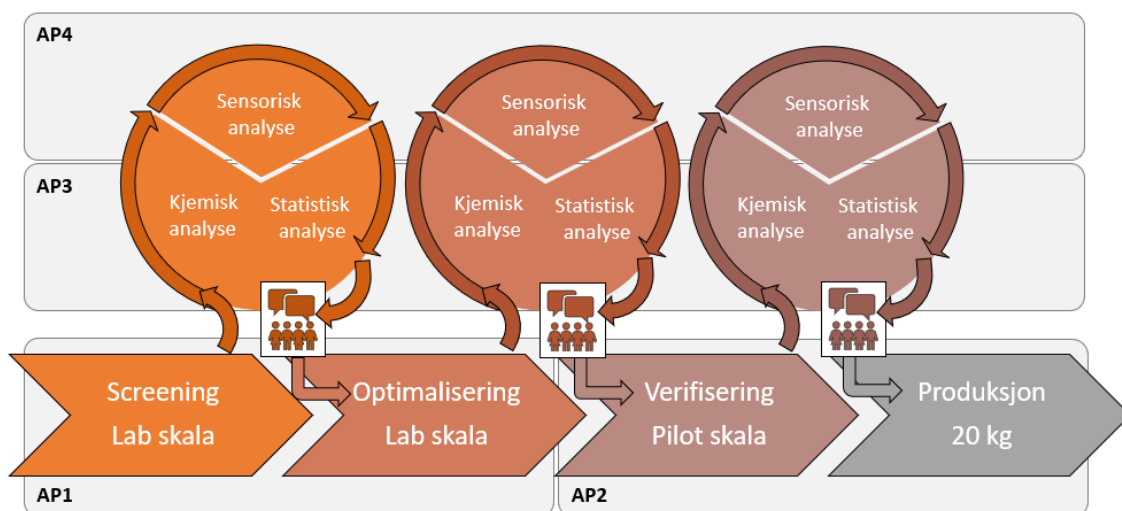 AP4
Sensorisk
analyse
Sensorisk
analyse
Sensorisk
analyse
AP3
Kjemisk
analyse
Statistisk
analyse
Kjemisk
analyse
Statistisk
analyse
Kjemisk
analyse
Statistisk
analyse
Screening
Lab skala
Optimalisering
Lab skala
Verifisering
Pilot skala
Produksjon
20 kg
AP1
AP2